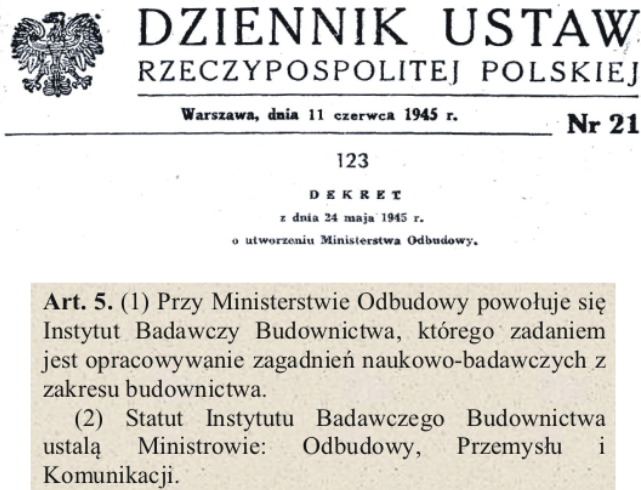 DZIENNIK USTAW
RZECZYPOSPOLITEJ POLSKIEJ
Warszawa, dnia 11 czerwca 1945 r.
Nr 21
123
DEKRET
z dnia 24 maja 1945 r.
o utworzeniu Ministerstwa Odbudowy.
Art. 5. (1) Przy Ministerstwie Odbudowy powołuje się
Instytut Badawczy Budownictwa, którego zadaniem
jest opracowywanie zagadnień naukowo-badawczych z
zakresu budownictwa.
(2) Statut Instytutu Badawczego Budownictwa
ustalą Ministrowie: Odbudowy, Przemysłu i
Komunikacji.